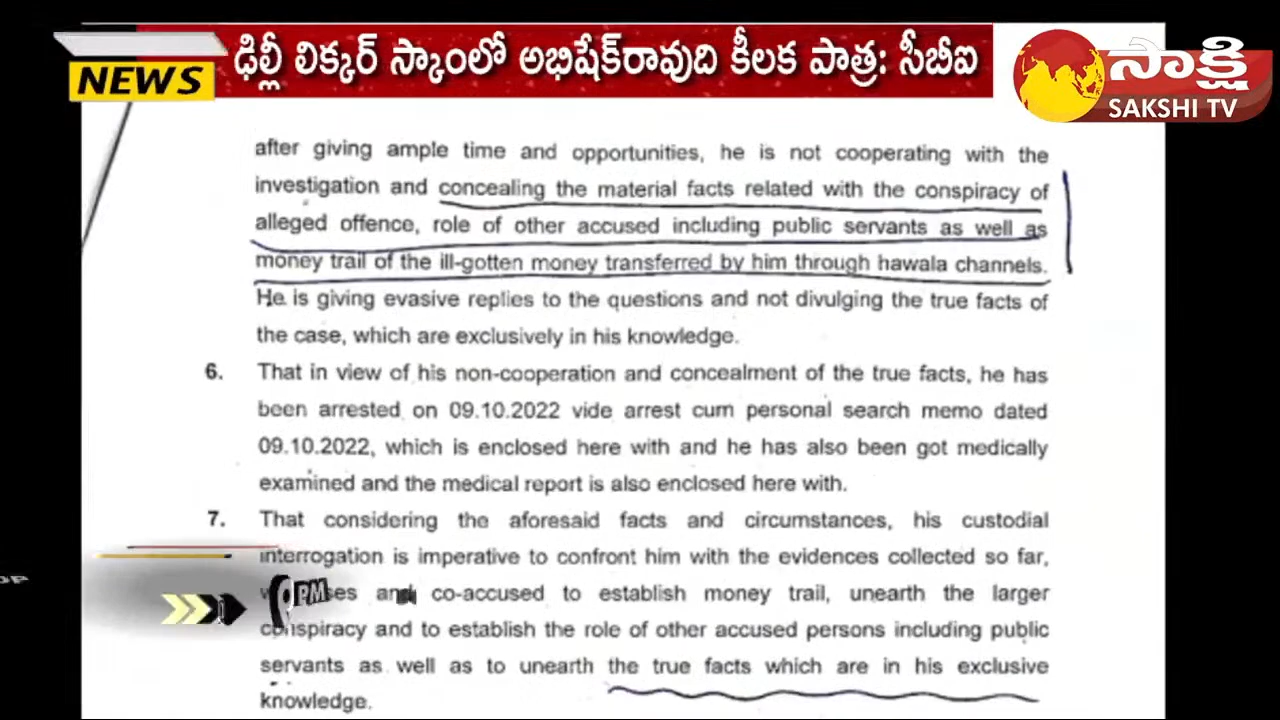 NEWS
ఢిల్లీ లిక్కర్ స్కాంలో అభిషేక్‌రావుది కీలక పాత్ర: సీబీఐ
సాక్షి
SAKSHI TV
after giving ample time and opportunities, he is not cooperating with the
investigation and concealing the material facts related with the conspiracy of
alleged offence, role of other accused including public servants as well as
money trail of the ill-gotten money transferred by him through hawala channels.
He is giving evasive replies to the questions and not divulging the true facts of
the case, which are exclusively in his knowledge.
6. That in view of his non-cooperation and concealment of the true facts, he has
been arrested on 09.10.2022 vide arrest cum personal search memo dated
09.10.2022, which is enclosed here with and he has also been got medically
examined and the medical report is also enclosed here with.
7. That considering the aforesaid facts and circumstances, his custodial
interrogation is imperative to confront him with the evidences collected so far,
and co-accused to establish money trail, unearth the larger
PM
conspiracy and to establish the role of other accused persons including public
servants as well as to unearth the true facts which are in his exclusive
knowledge.